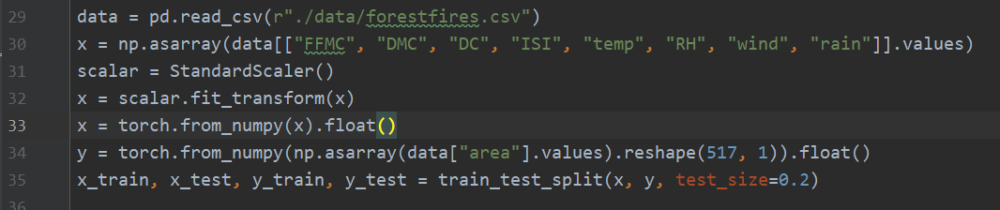 29 data = pd.read_csv(r"./data/forestfires.csv")
30 x = np.asarray(data[["FFMC", "DMC", "DC", "ISI", "temp", "RH", "wind", "rain"]].values)
31 scalar = StandardScaler()
32 x = scalar.fit_transform(x)
33 x = torch.from_numpy(x).float()
34 y = torch.from_numpy(np.asarray(data["area"].values).reshape(517, 1)).float()
35 x_train, x_test, y_train, y_test = train_test_split(x, y, test_size=0.2)
36